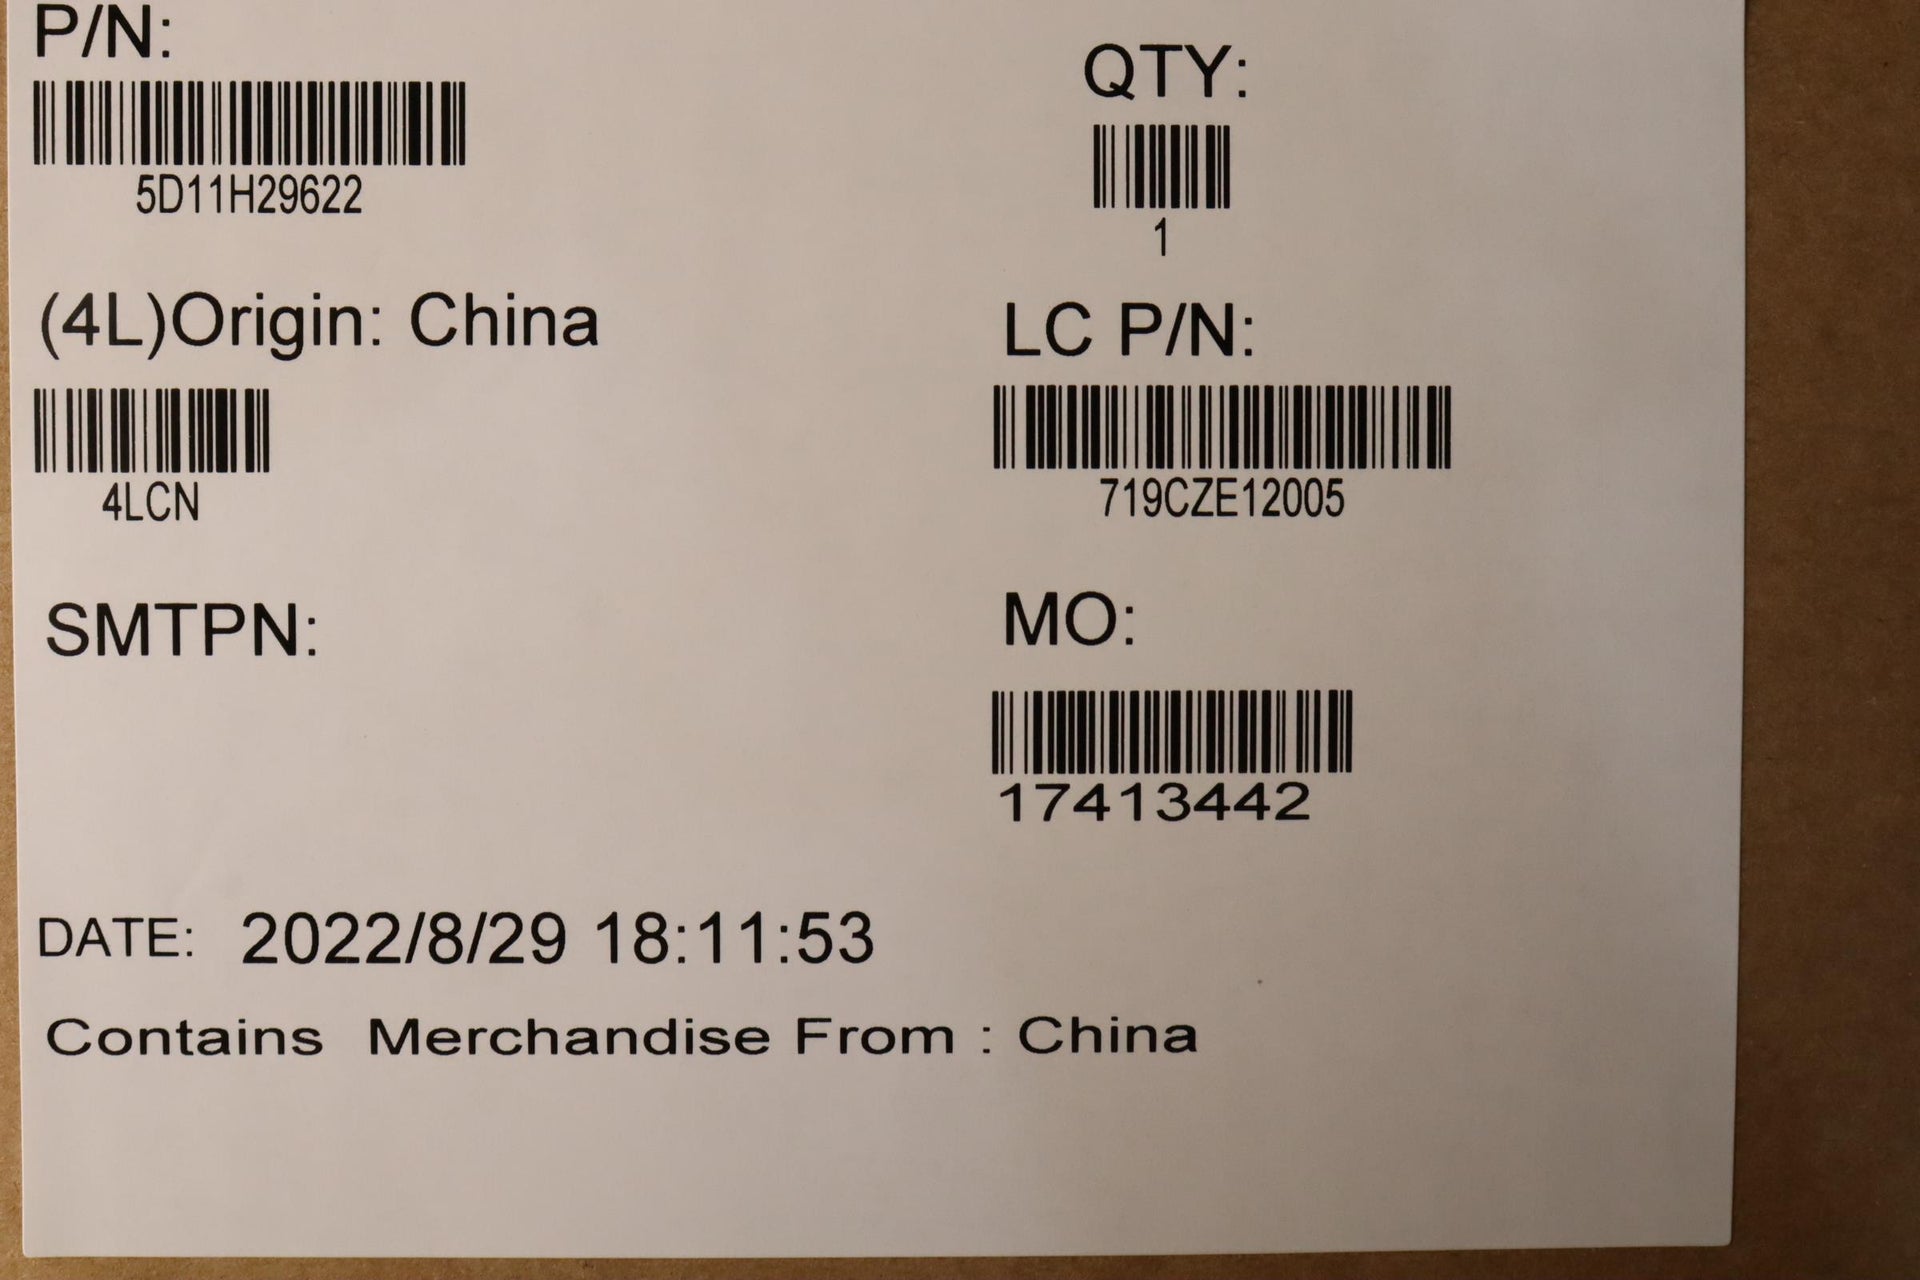 P/N:
QTY:
5D11H29622
1
(4L)Origin: China
LC P/N:
4LCN
719CZE12005
SMTPN:
MO:
17413442
DATE: 2022/8/29 18:11:53
Contains Merchandise From : China